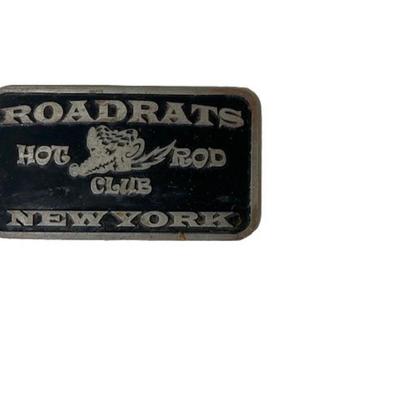 ROADRATS
HOT ROD
CLUB
NEW YORK